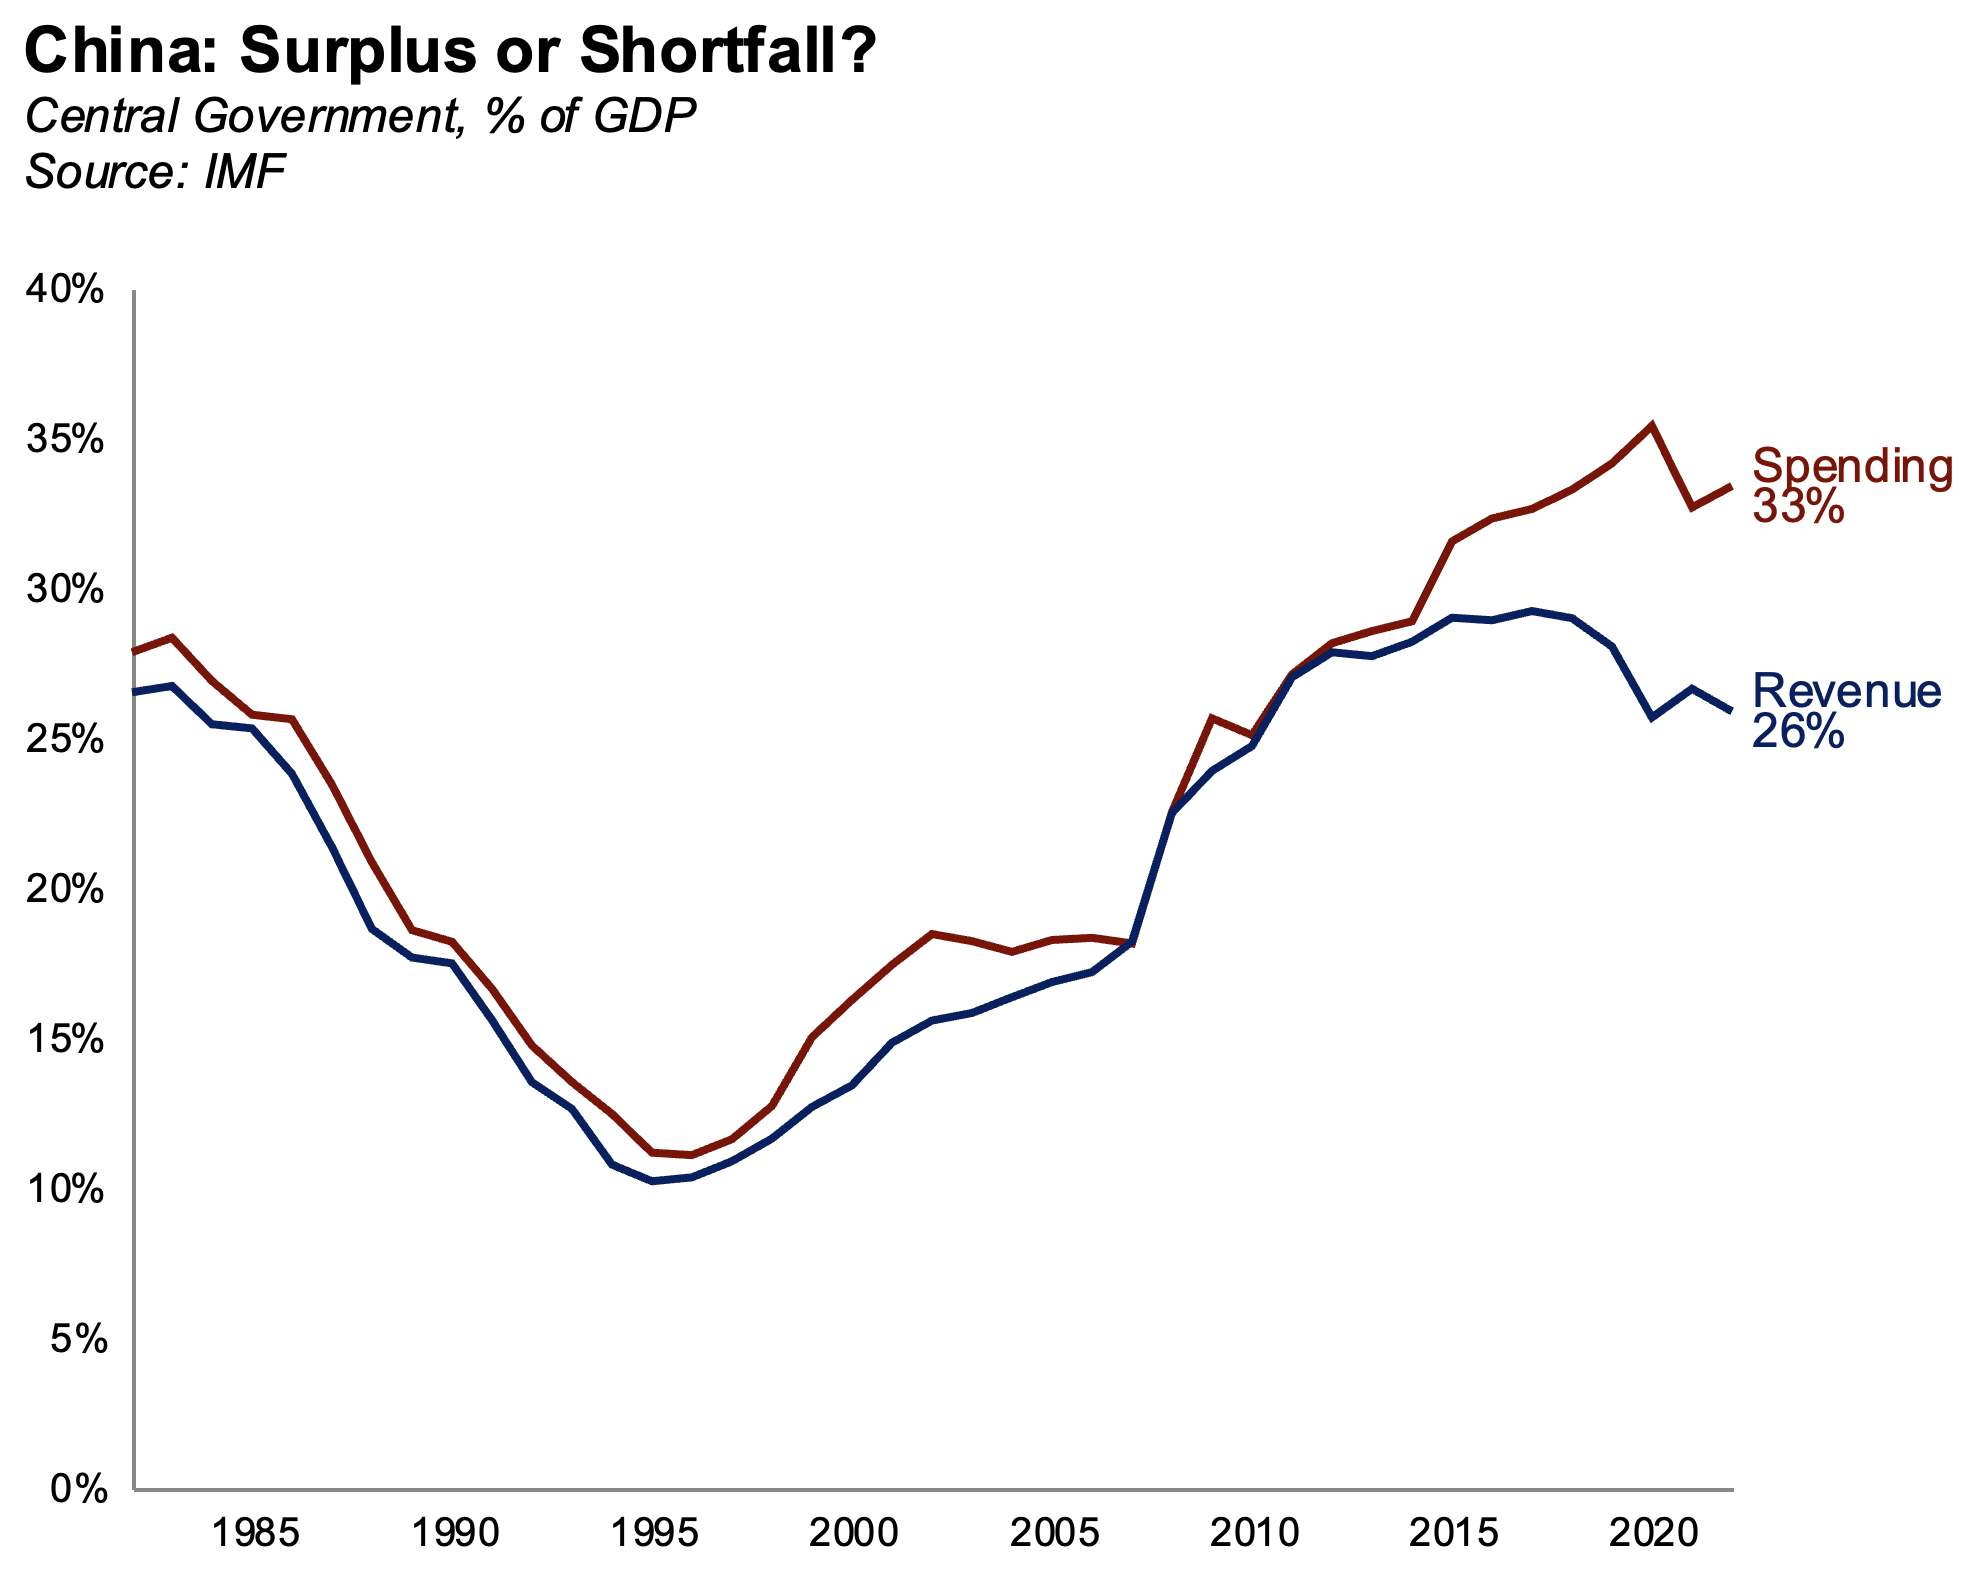 China: Surplus or Shortfall?
Central Government, % of GDP
Source: IMF
40%
35%
Spending
33%
30%
Revenue
26%
25%
20%
15%
10%
5%
0%
1985 1990 1995 2000 2005 2010 2015 2020